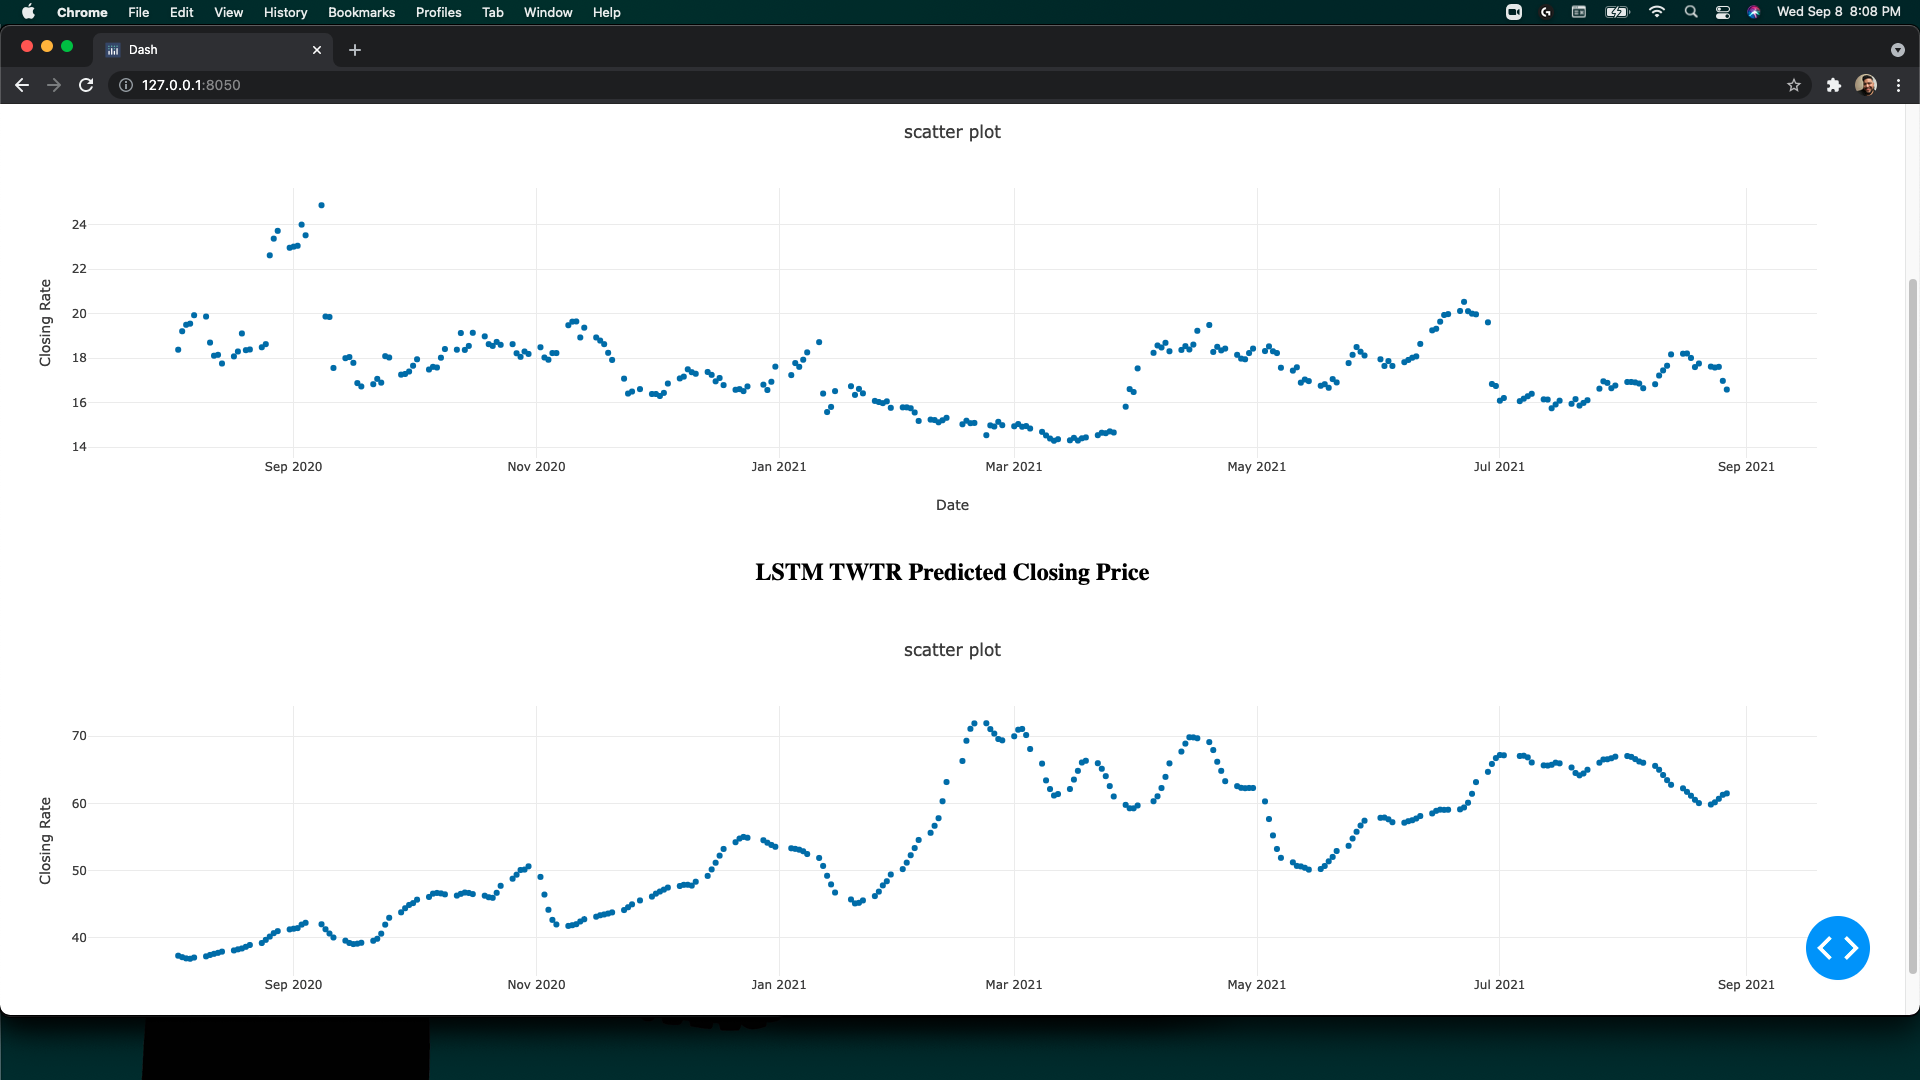 Chrome File Edit View History Bookmarks Profiles Tab Window Help Wed Sep 8 8:08 PM
Dash
127.0.0.1:8050
scatter plot
24
22
20
18
16
14
Closing Rate
Sep 2020 Nov 2020 Jan 2021 Mar 2021 May 2021 Jul 2021 Sep 2021
Date
LSTM TWTR Predicted Closing Price
scatter plot
70
60
50
40
Closing Rate
Sep 2020 Nov 2020 Jan 2021 Mar 2021 May 2021 Jul 2021 Sep 2021